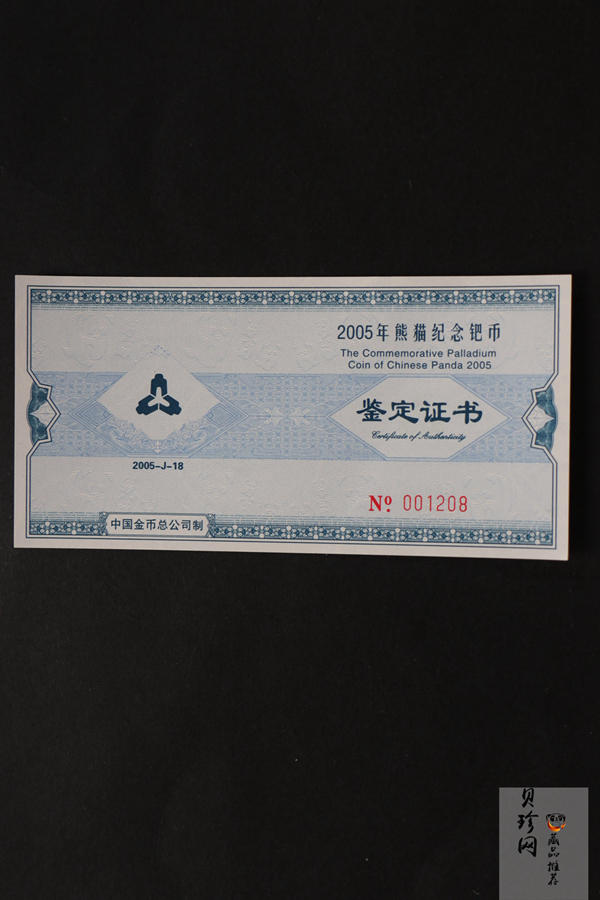 2005年熊猫纪念钯币
The Commemorative Palladium
Coin of Chinese Panda 2005
鉴定证书
Certificate of Authenticity
2005-J-18
No. 001208
中国金币总公司制
贝珍网
藏品推荐